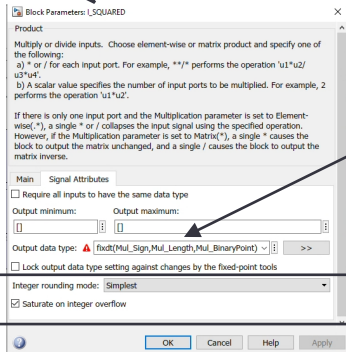 Block Parameters: I_SQUARED
Product
Multiply or divide inputs. Choose element-wise or matrix product and specify one of
the following:
a) * or / for each input port. For example, **/* performs the operation 'u1*u2/
u3*u4'.
b) A scalar value specifies the number of input ports to be multiplied. For example, 2
performs the operation 'u1*u2'.
If there is only one input port and the Multiplication parameter is set to Element-
wise(.*), a single * or / collapses the input signal using the specified operation.
However, if the Multiplication parameter is set to Matrix(*), a single * causes the
block to output the matrix unchanged, and a single / causes the block to output the
matrix inverse.
Main Signal Attributes
Require all inputs to have the same data type
Output minimum: Output maximum:
[] []
Output data type: fixdt(Mul_Sign,Mul_Length,Mul_BinaryPoint) >>
Lock output data type setting against changes by the fixed-point tools
Integer rounding mode: Simplest
Saturate on integer overflow
OK Cancel Help Apply